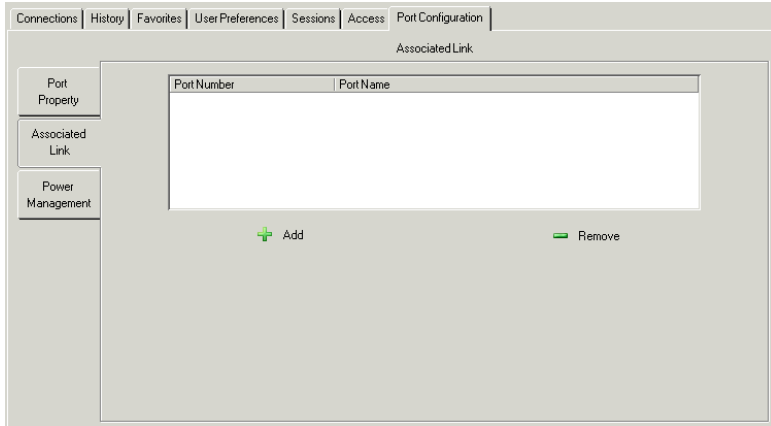 Connections History Favorites User Preferences Sessions Access Port Configuration
Associated Link
Port
Property
Associated
Link
Power
Management
Port Number Port Name
Add Remove